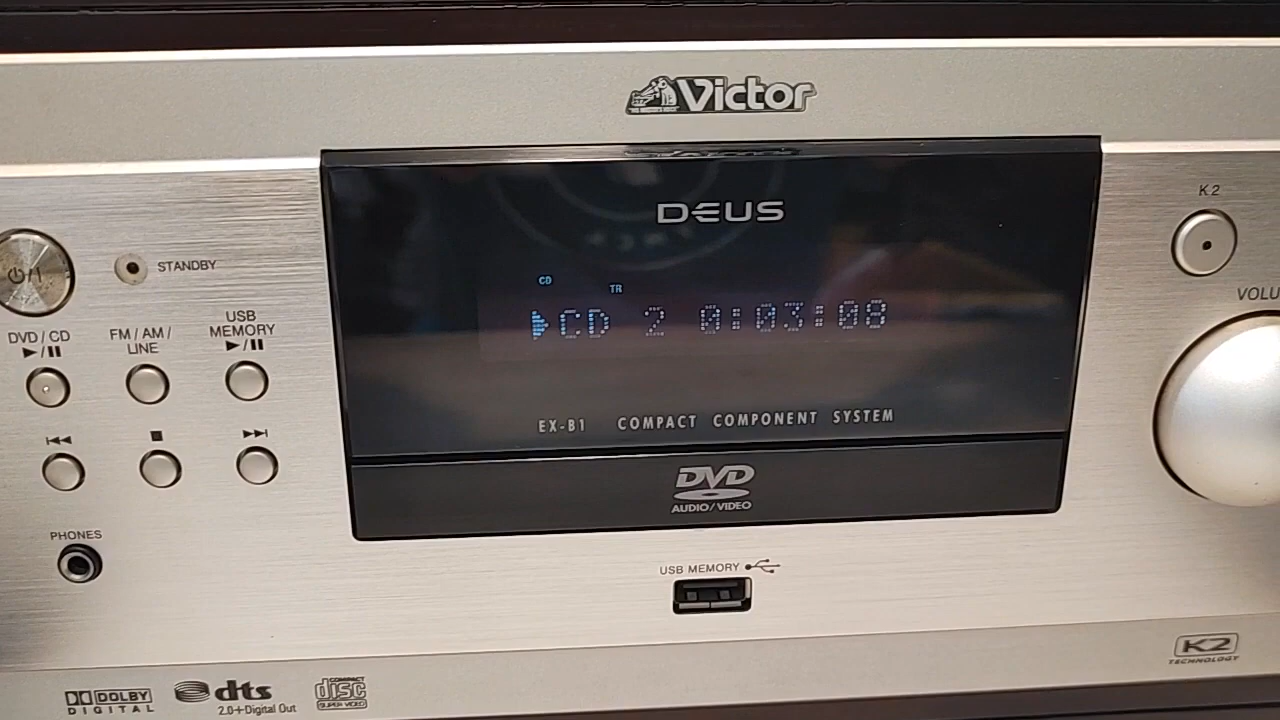 Victor
DEUS
K2
STANDBY
VOLU
DVD / CD
FM / AM /
LINE
USB
MEMORY
CD
TR
CD 2 0:03:08
EX-B1 COMPACT COMPONENT SYSTEM
DVD
AUDIO/VIDEO
PHONES
USB MEMORY
K2
TECHNOLOGY
DOLBY
DIGITAL
dts
2.0+Digital Out
COMPACT
disc
SUPER VIDEO